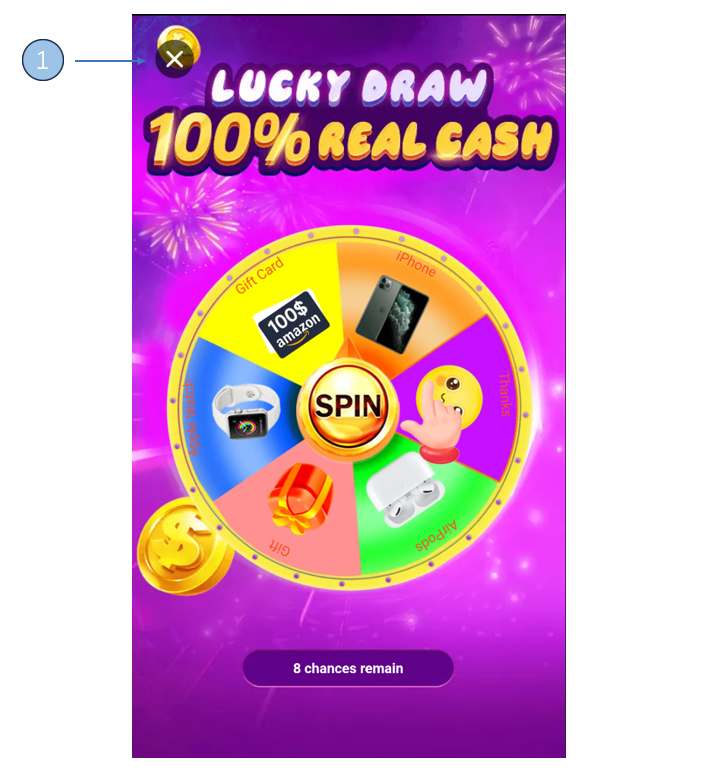 1
LUCKY DRAW
100% REAL CASH
Gift Card
iPhone
100$
amazon
Apple Watch
SPIN
Thanks
Gift
AirPods
8 chances remain